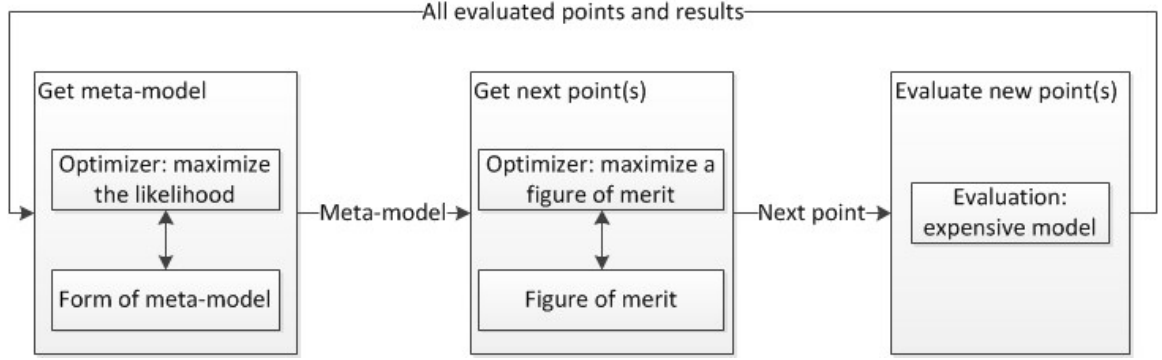 All evaluated points and results
Get meta-model
Optimizer: maximize
the likelihood
Form of meta-model
Meta-model
Get next point(s)
Optimizer: maximize a
figure of merit
Figure of merit
Next point
Evaluate new point(s)
Evaluation:
expensive model